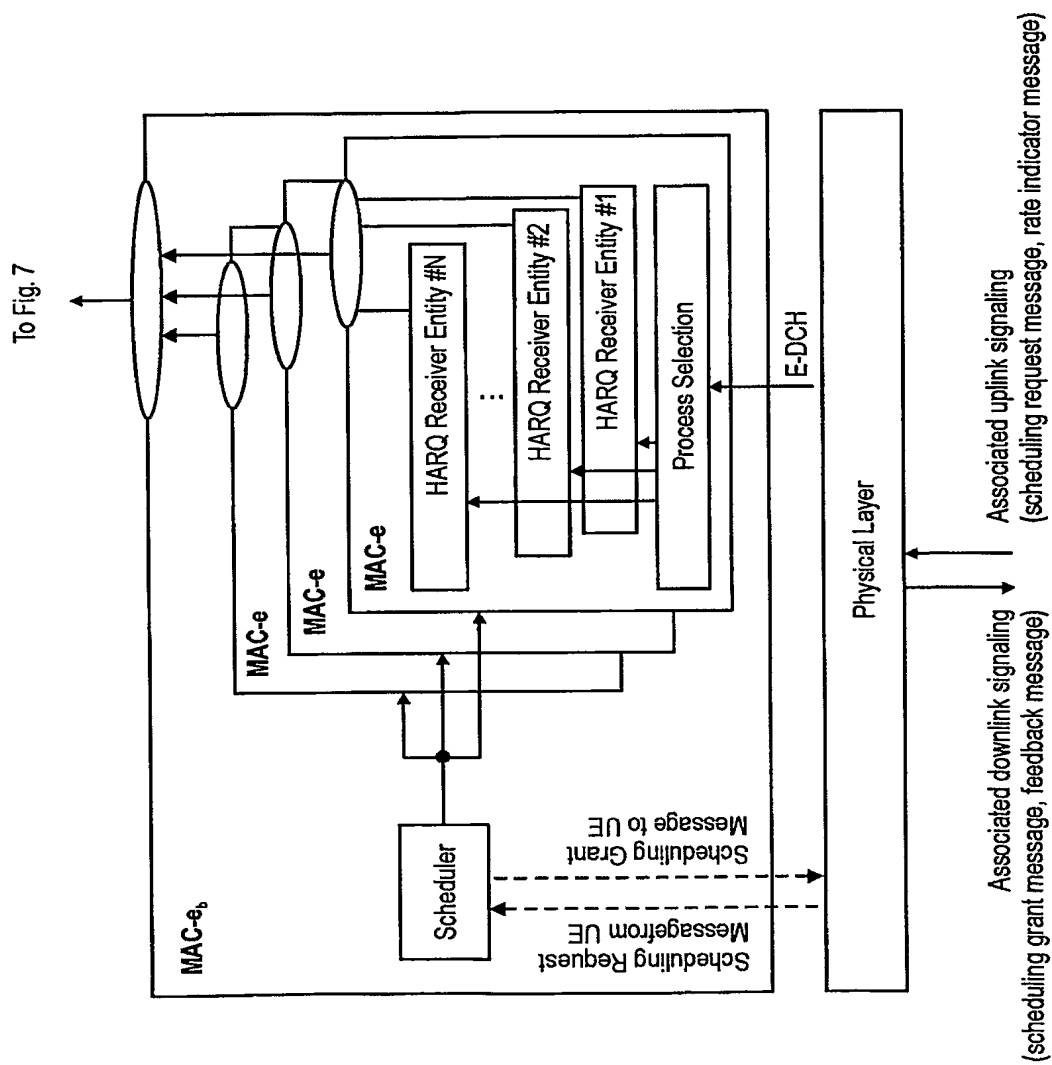 To Fig. 7
MAC-eb
MAC-e
MAC-e
MAC-e
HARQ Receiver Entity #N
...
HARQ Receiver Entity #2
HARQ Receiver Entity #1
Process Selection
Scheduler
Scheduling Request
Messagefrom UE
Scheduling Grant
Message to UE
E-DCH
Physical Layer
Associated downlink signaling
(scheduling grant message, feedback message)
Associated uplink signaling
(scheduling request message, rate indicator message)